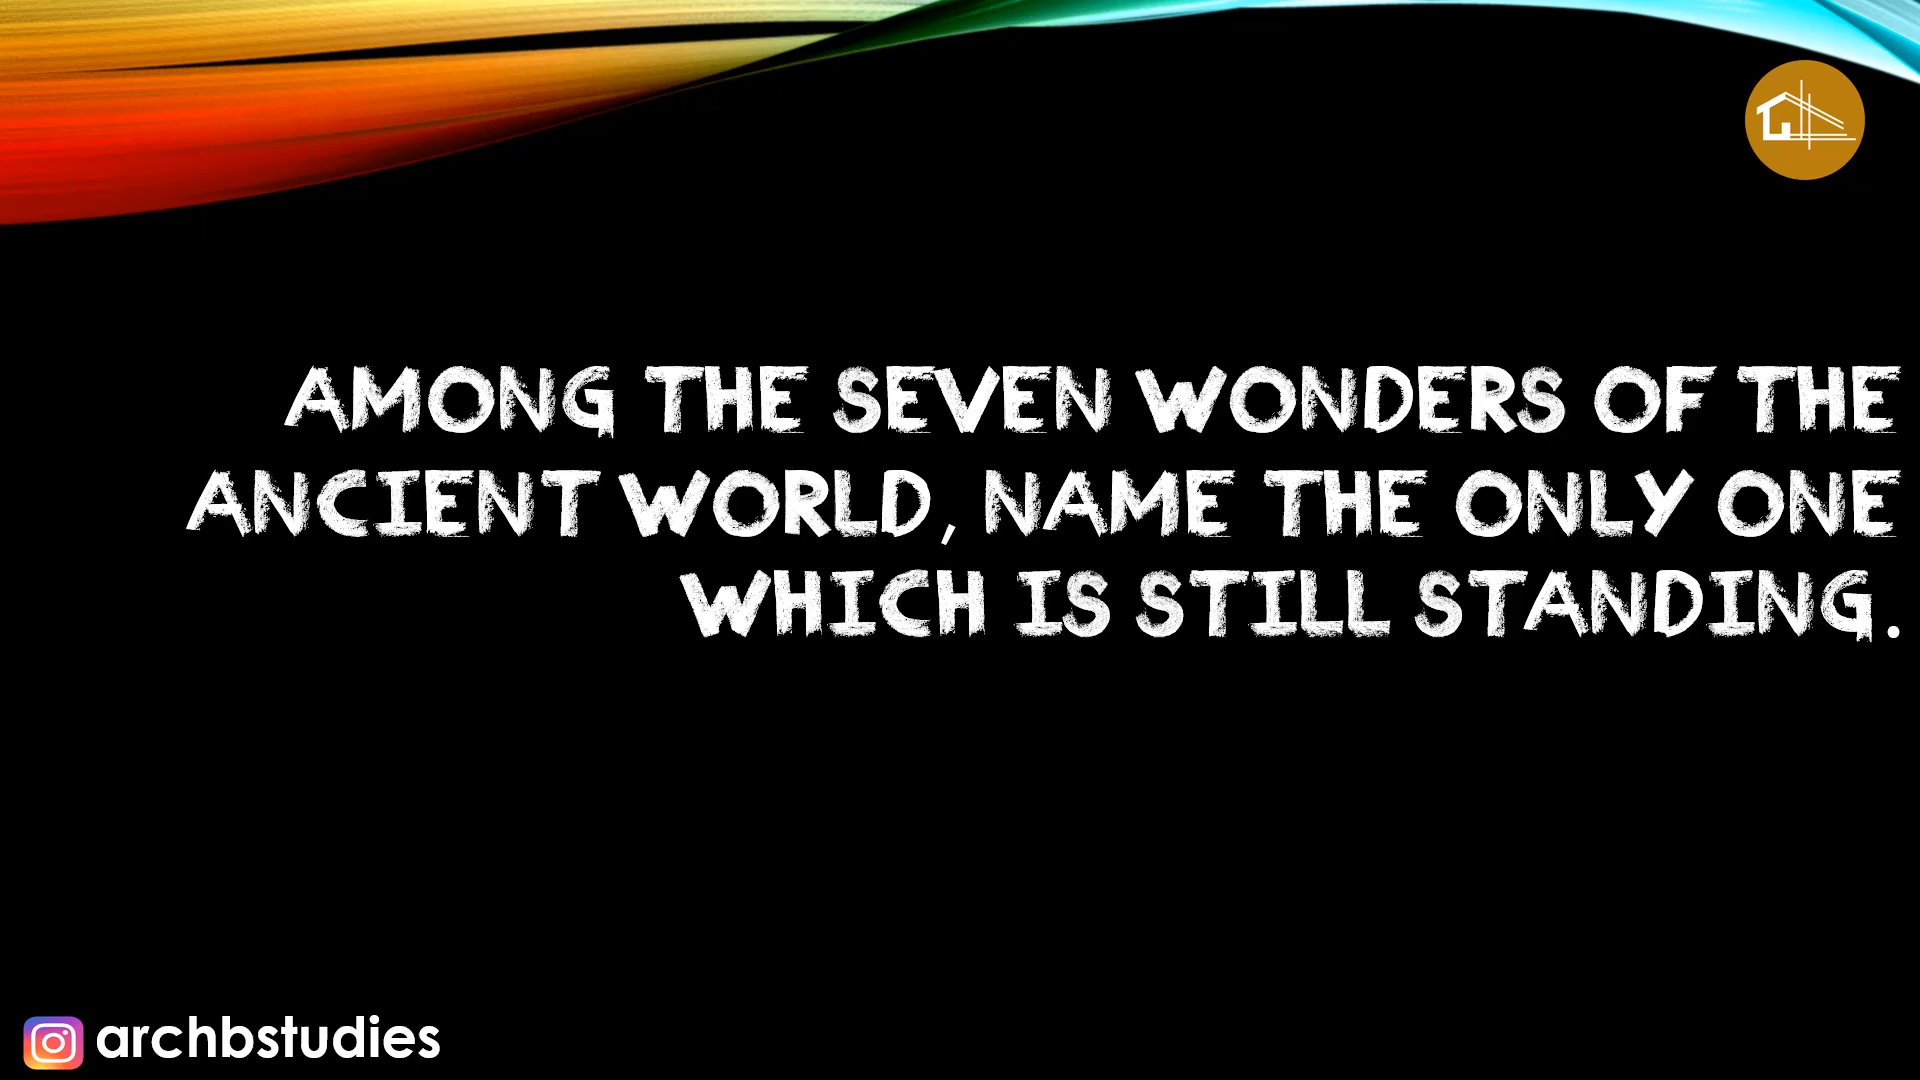 AMONG THE SEVEN WONDERS OF THE
ANCIENT WORLD, NAME THE ONLY ONE
WHICH IS STILL STANDING.
archbstudies